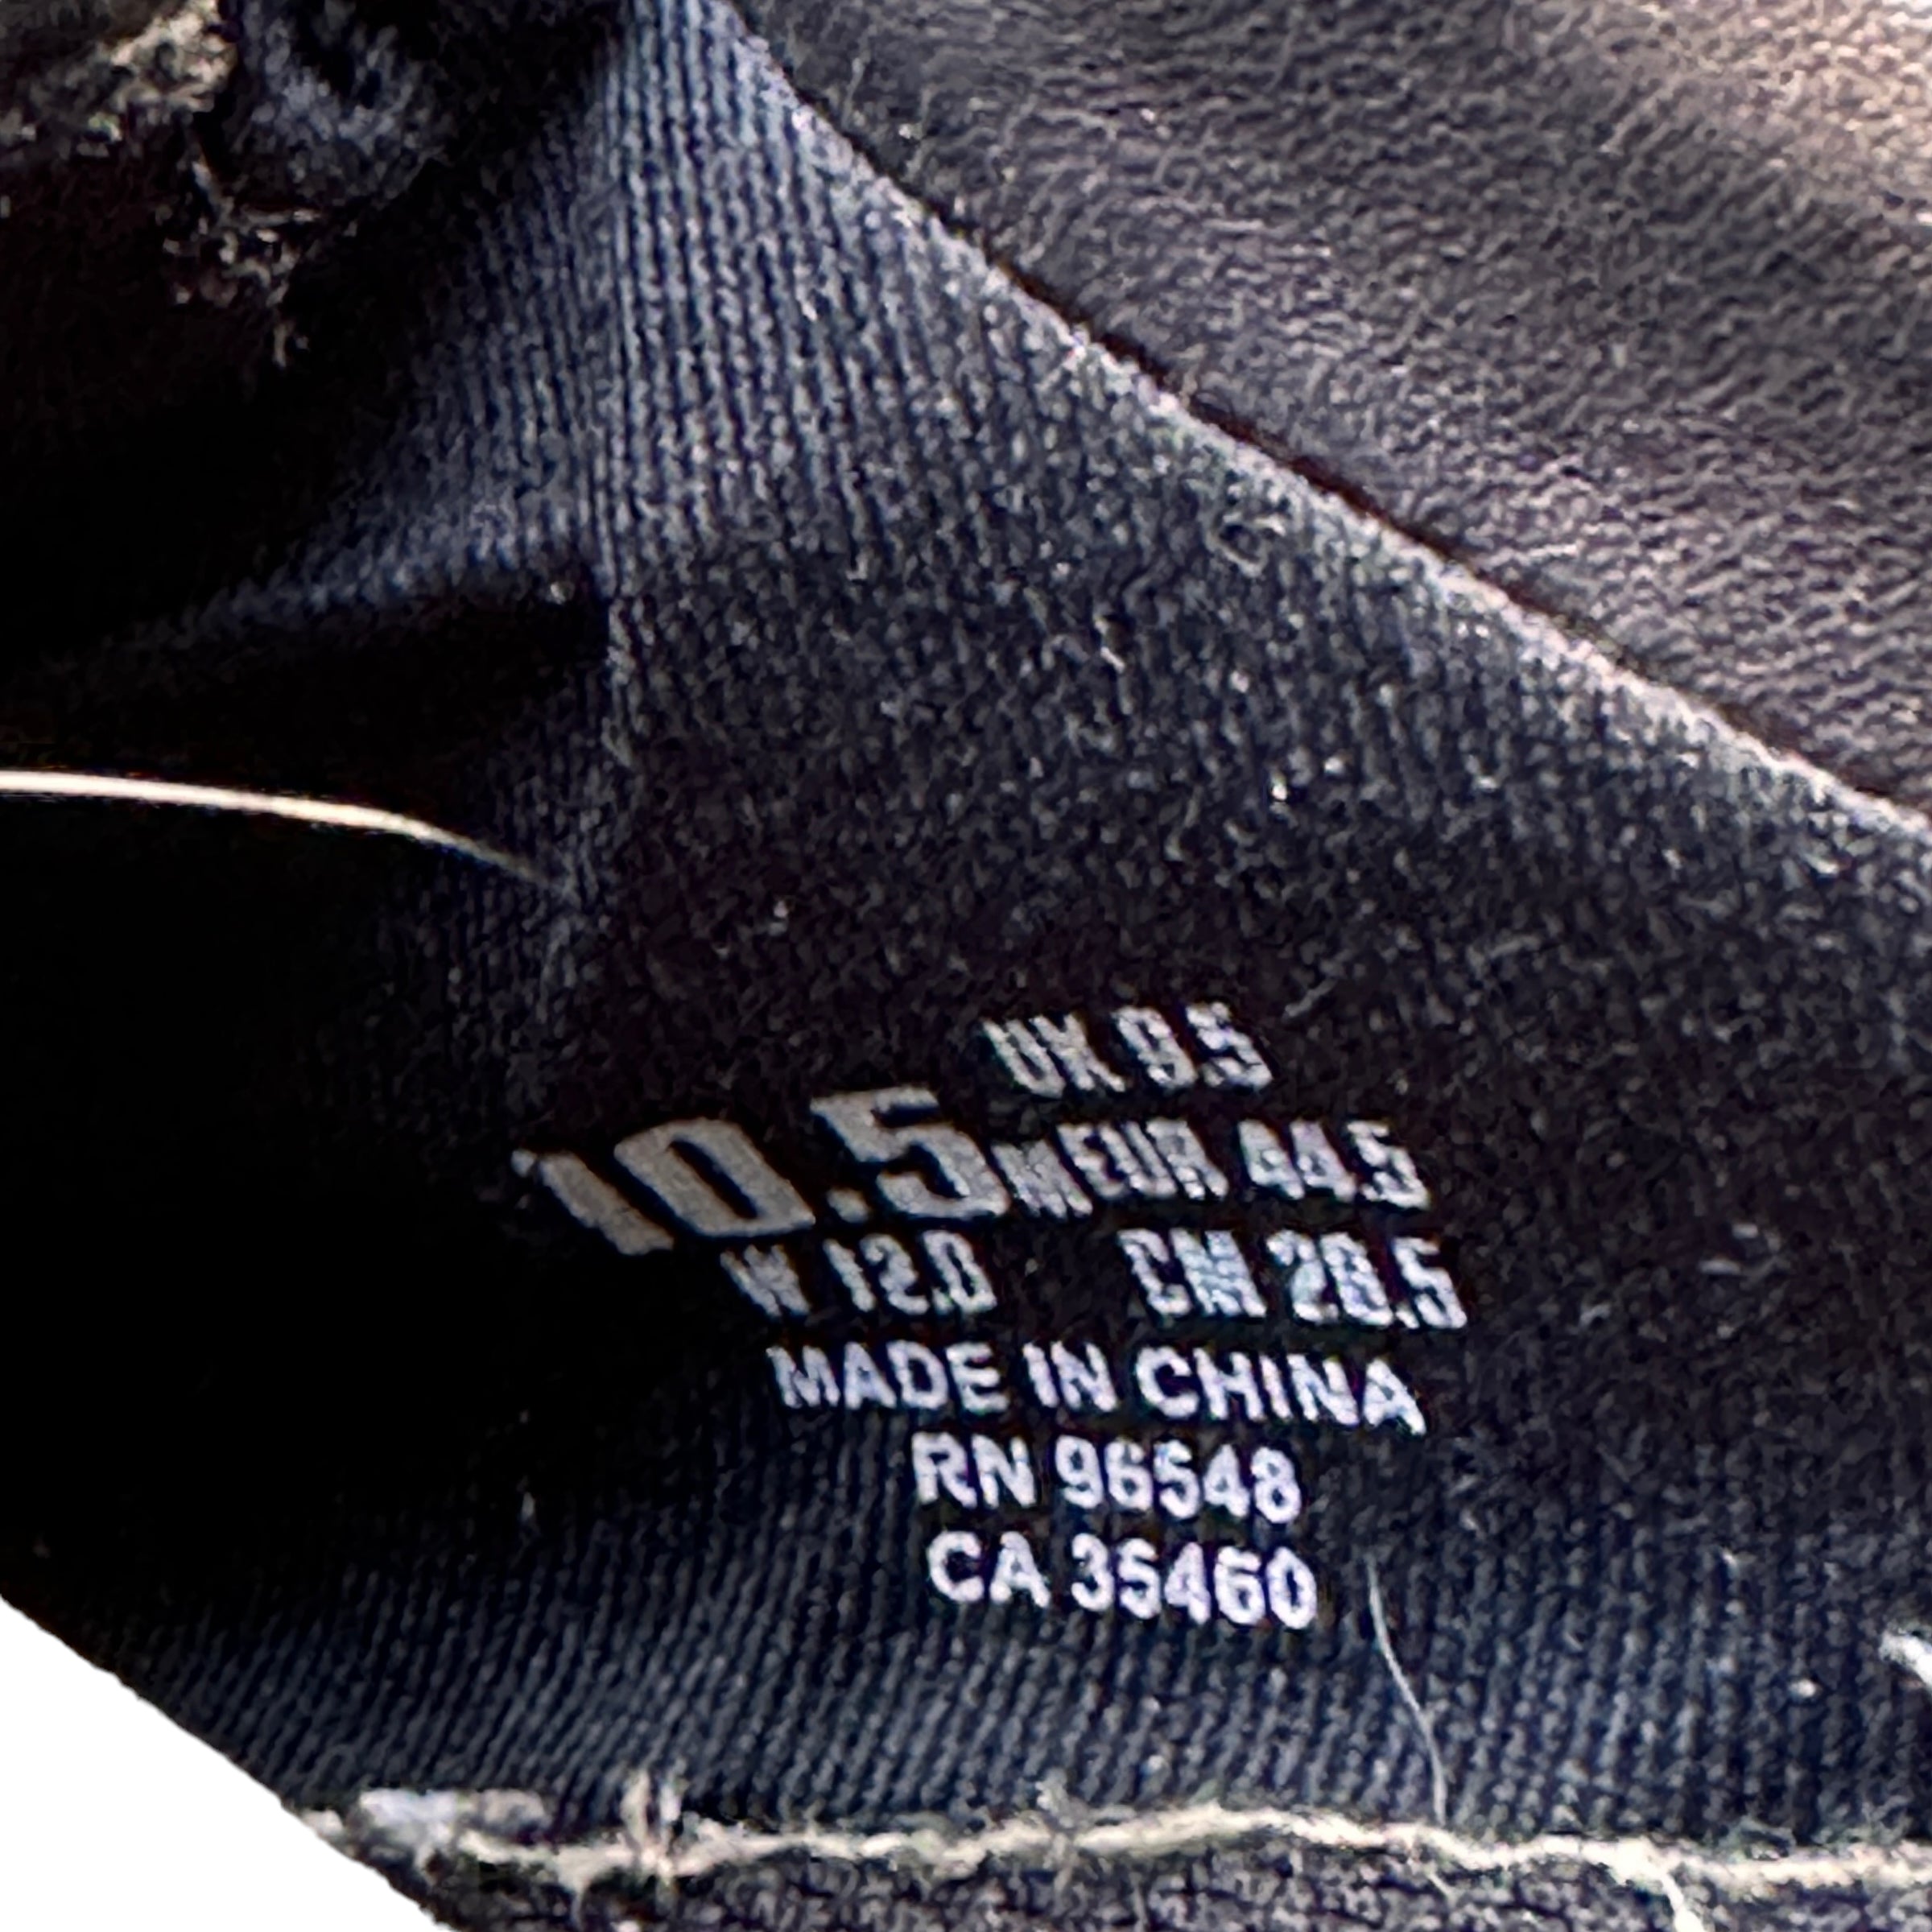 UK 9.5
10.5 M EUR 44.5
W 12.0 CM 28.5
MADE IN CHINA
RN 96548
CA 35460